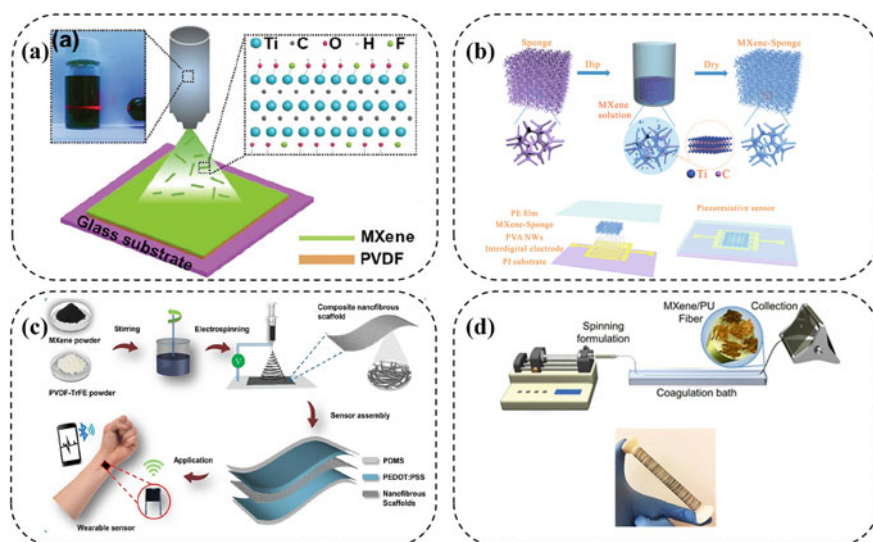 (a)
(a)
Ti C O H F
Glass substrate
MXene
PVDF
(b)
Sponge
Dip
Dry
MXene-Sponge
MXene
solution
Ti C
PE film
MXene-Sponge
PVA NWs
Interdigital electrode
PI substrate
Piezoresistive sensor
(c)
MXene powder
PVDF-TrFE powder
Stirring
Electrospinning
Composite nanofibrous
scaffold
Sensor assembly
Application
Wearable sensor
PDMS
PEDOT:PSS
Nanofibrous
Scaffolds
(d)
Spinning
formulation
MXene/PU
Fiber
Collection
Coagulation bath